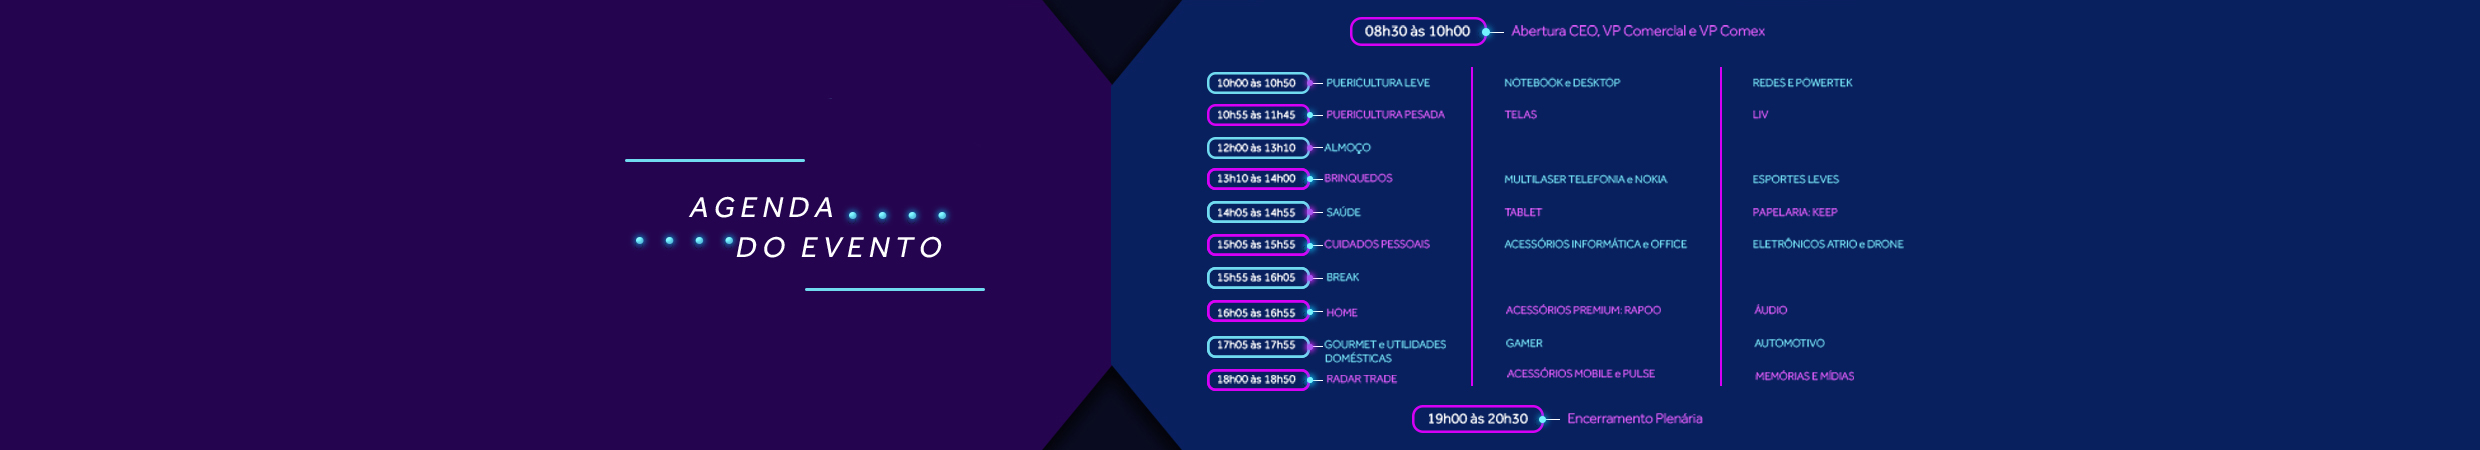 AGENDA
DO EVENTO
08h30 às 10h00 Abertura CEO, VP Comercial e VP Comex
10h00 às 10h50 PUERICULTURA LEVE NOTEBOOK e DESKTOP REDES E POWERTEK
10h55 às 11h45 PUERICULTURA PESADA TELAS LIV
12h00 às 13h10 ALMOÇO
13h10 às 14h00 BRINQUEDOS MULTILASER TELEFONIA e NOKIA ESPORTES LEVES
14h05 às 14h55 SAÚDE TABLET PAPELARIA: KEEP
15h05 às 15h55 CUIDADOS PESSOAIS ACESSÓRIOS INFORMÁTICA e OFFICE ELETRÔNICOS ATRIO e DRONE
15h55 às 16h05 BREAK
16h05 às 16h55 HOME ACESSÓRIOS PREMIUM: RAPOO ÁUDIO
17h05 às 17h55 GOURMET e UTILIDADES GAMER AUTOMOTIVO
DOMÉSTICAS
18h00 às 18h50 RADAR TRADE ACESSÓRIOS MOBILE e PULSE MEMÓRIAS E MÍDIAS
19h00 às 20h30 Encerramento Plenária